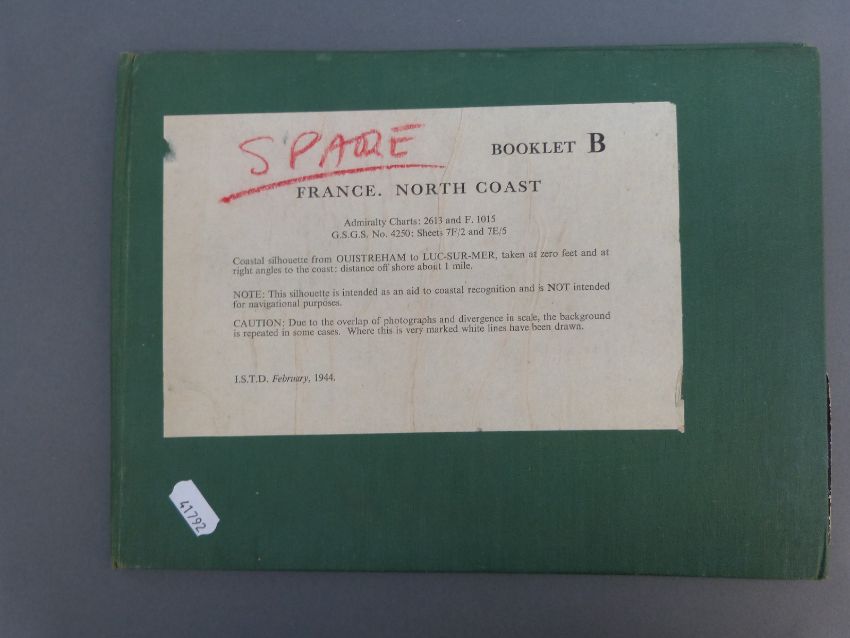 SPARE
BOOKLET B
FRANCE. NORTH COAST
Admiralty Charts: 2613 and F. 1015
G.S.G.S. No. 4250: Sheets 7F/2 and 7E/5
Coastal silhouette from OUISTREHAM to LUC-SUR-MER, taken at zero feet and at
right angles to the coast: distance off shore about 1 mile.
NOTE: This silhouette is intended as an aid to coastal recognition and is NOT intended
for navigational purposes.
CAUTION: Due to the overlap of photographs and divergence in scale, the background
is repeated in some cases. Where this is very marked white lines have been drawn.
I.S.T.D. February, 1944.
41792